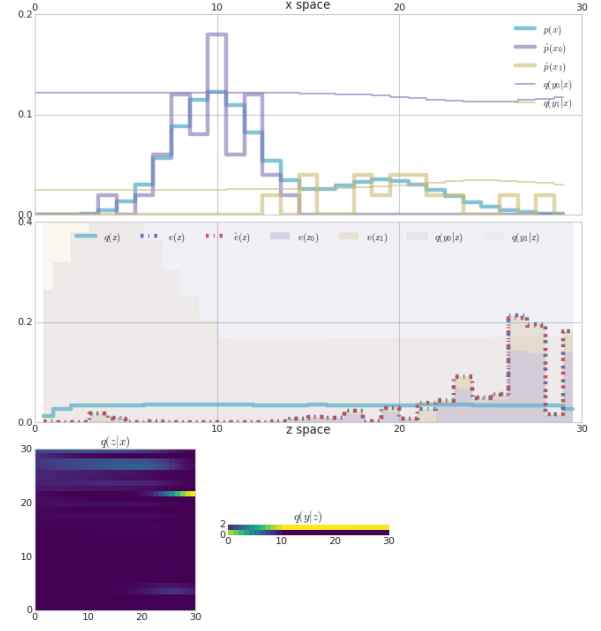 x space
0 10 20 30
0.2
0.1
0.0
p(x)
p̂(x₀)
p̂(x₁)
q(y₀|x)
q(y₁|x)
0.4
0.2
0.0
q(z) e(z) ê(z) e(z₀) e(z₁) q(y₀|z) q(y₁|z)
0 10 20 30
z space
q(z|x)
30
20
10
0
0 10 20 30
q(y|z)
2
0
0 10 20 30